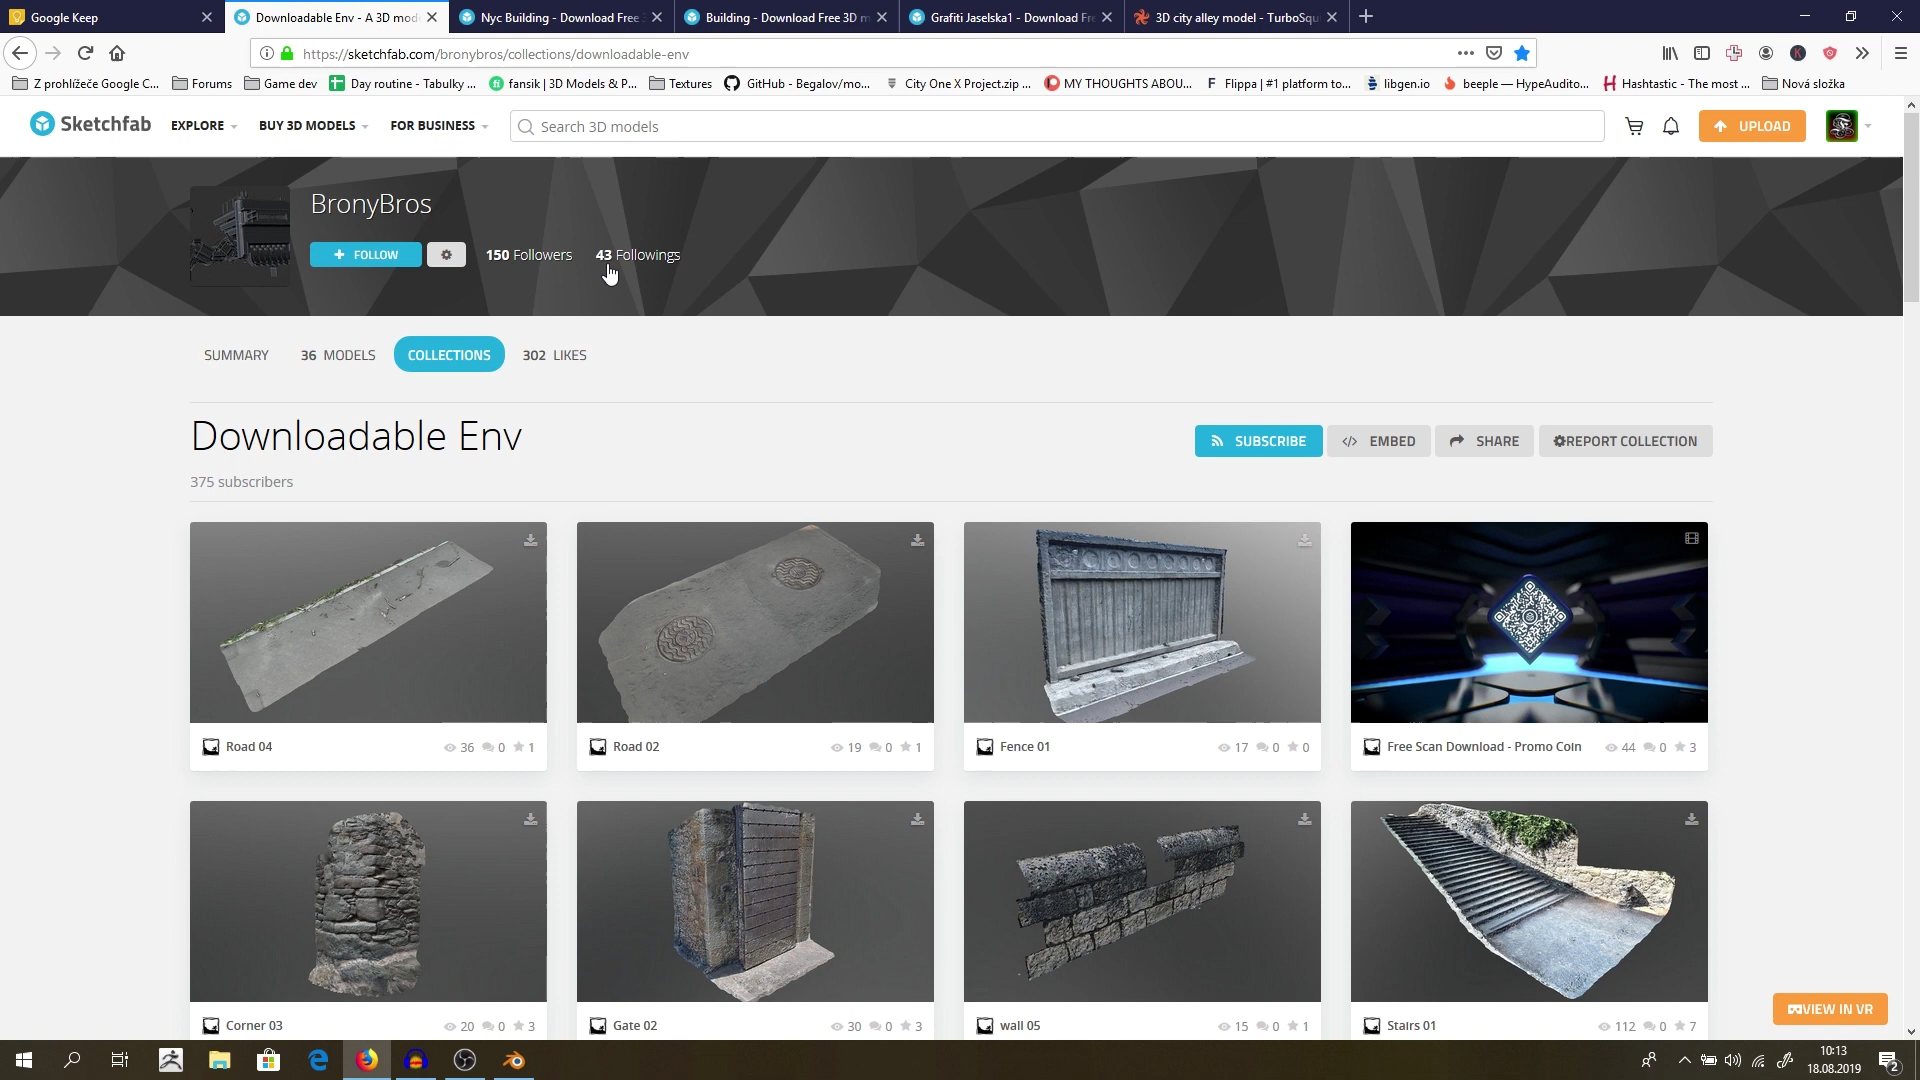 Google Keep
Downloadable Env - A 3D mod
Nyc Building - Download Free 3
Building - Download Free 3D m
Grafiti Jaselska1 - Download Fr
3D city alley model - TurboSqu
https://sketchfab.com/bronybros/collections/downloadable-env
Z prohlížeče Google C...
Forums
Game dev
Day routine - Tabulky ...
fansik | 3D Models & P...
Textures
GitHub - Begalov/mo...
City One X Project.zip ...
MY THOUGHTS ABOU...
Flippa | #1 platform to...
libgen.io
beeple — HypeAudito...
Hashtastic - The most ...
Nová složka
Sketchfab
EXPLORE
BUY 3D MODELS
FOR BUSINESS
Search 3D models
UPLOAD
BronyBros
FOLLOW
150 Followers
43 Followings
SUMMARY
36 MODELS
COLLECTIONS
302 LIKES
Downloadable Env
SUBSCRIBE
EMBED
SHARE
REPORT COLLECTION
375 subscribers
Road 04
36 0 1
Road 02
19 0 1
Fence 01
17 0 0
Free Scan Download - Promo Coin
44 0 3
Corner 03
20 0 3
Gate 02
30 0 3
wall 05
15 0 1
Stairs 01
112 0 7
VIEW IN VR
10:13
18.08.2019
2